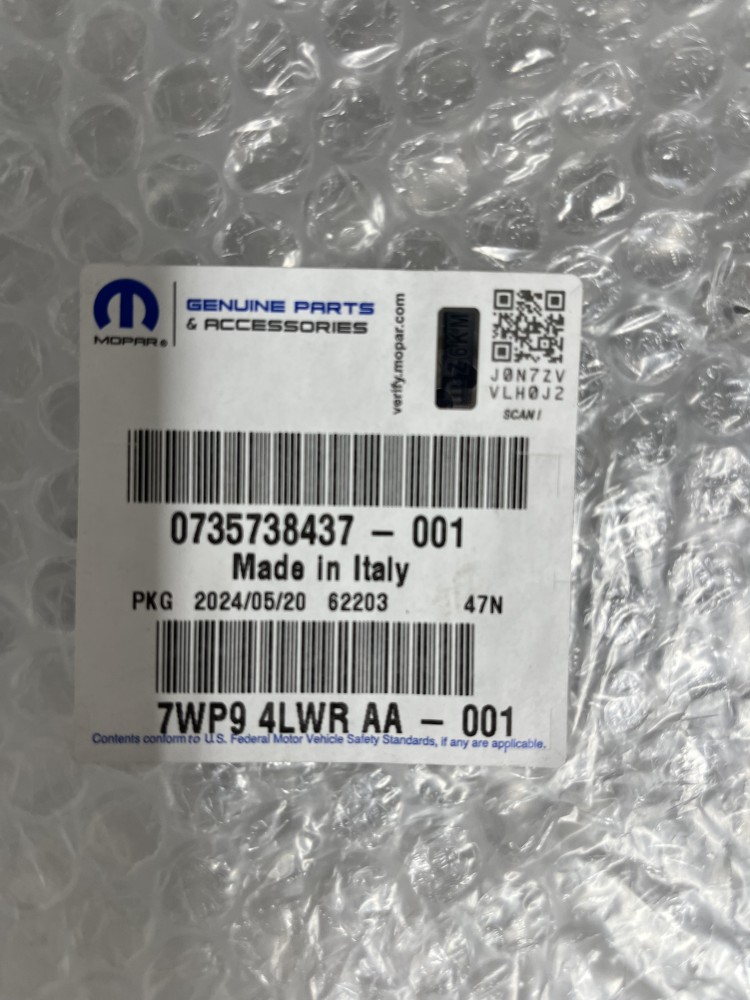 MOPAR®
GENUINE PARTS
& ACCESSORIES
verify.mopar.com
J0N7ZV
VLH0J2
SCAN!
0735738437 – 001
Made in Italy
PKG 2024/05/20 62203 47N
7WP9 4LWR AA – 001
Contents conform to U.S. Federal Motor Vehicle Safety Standards, if any are applicable.